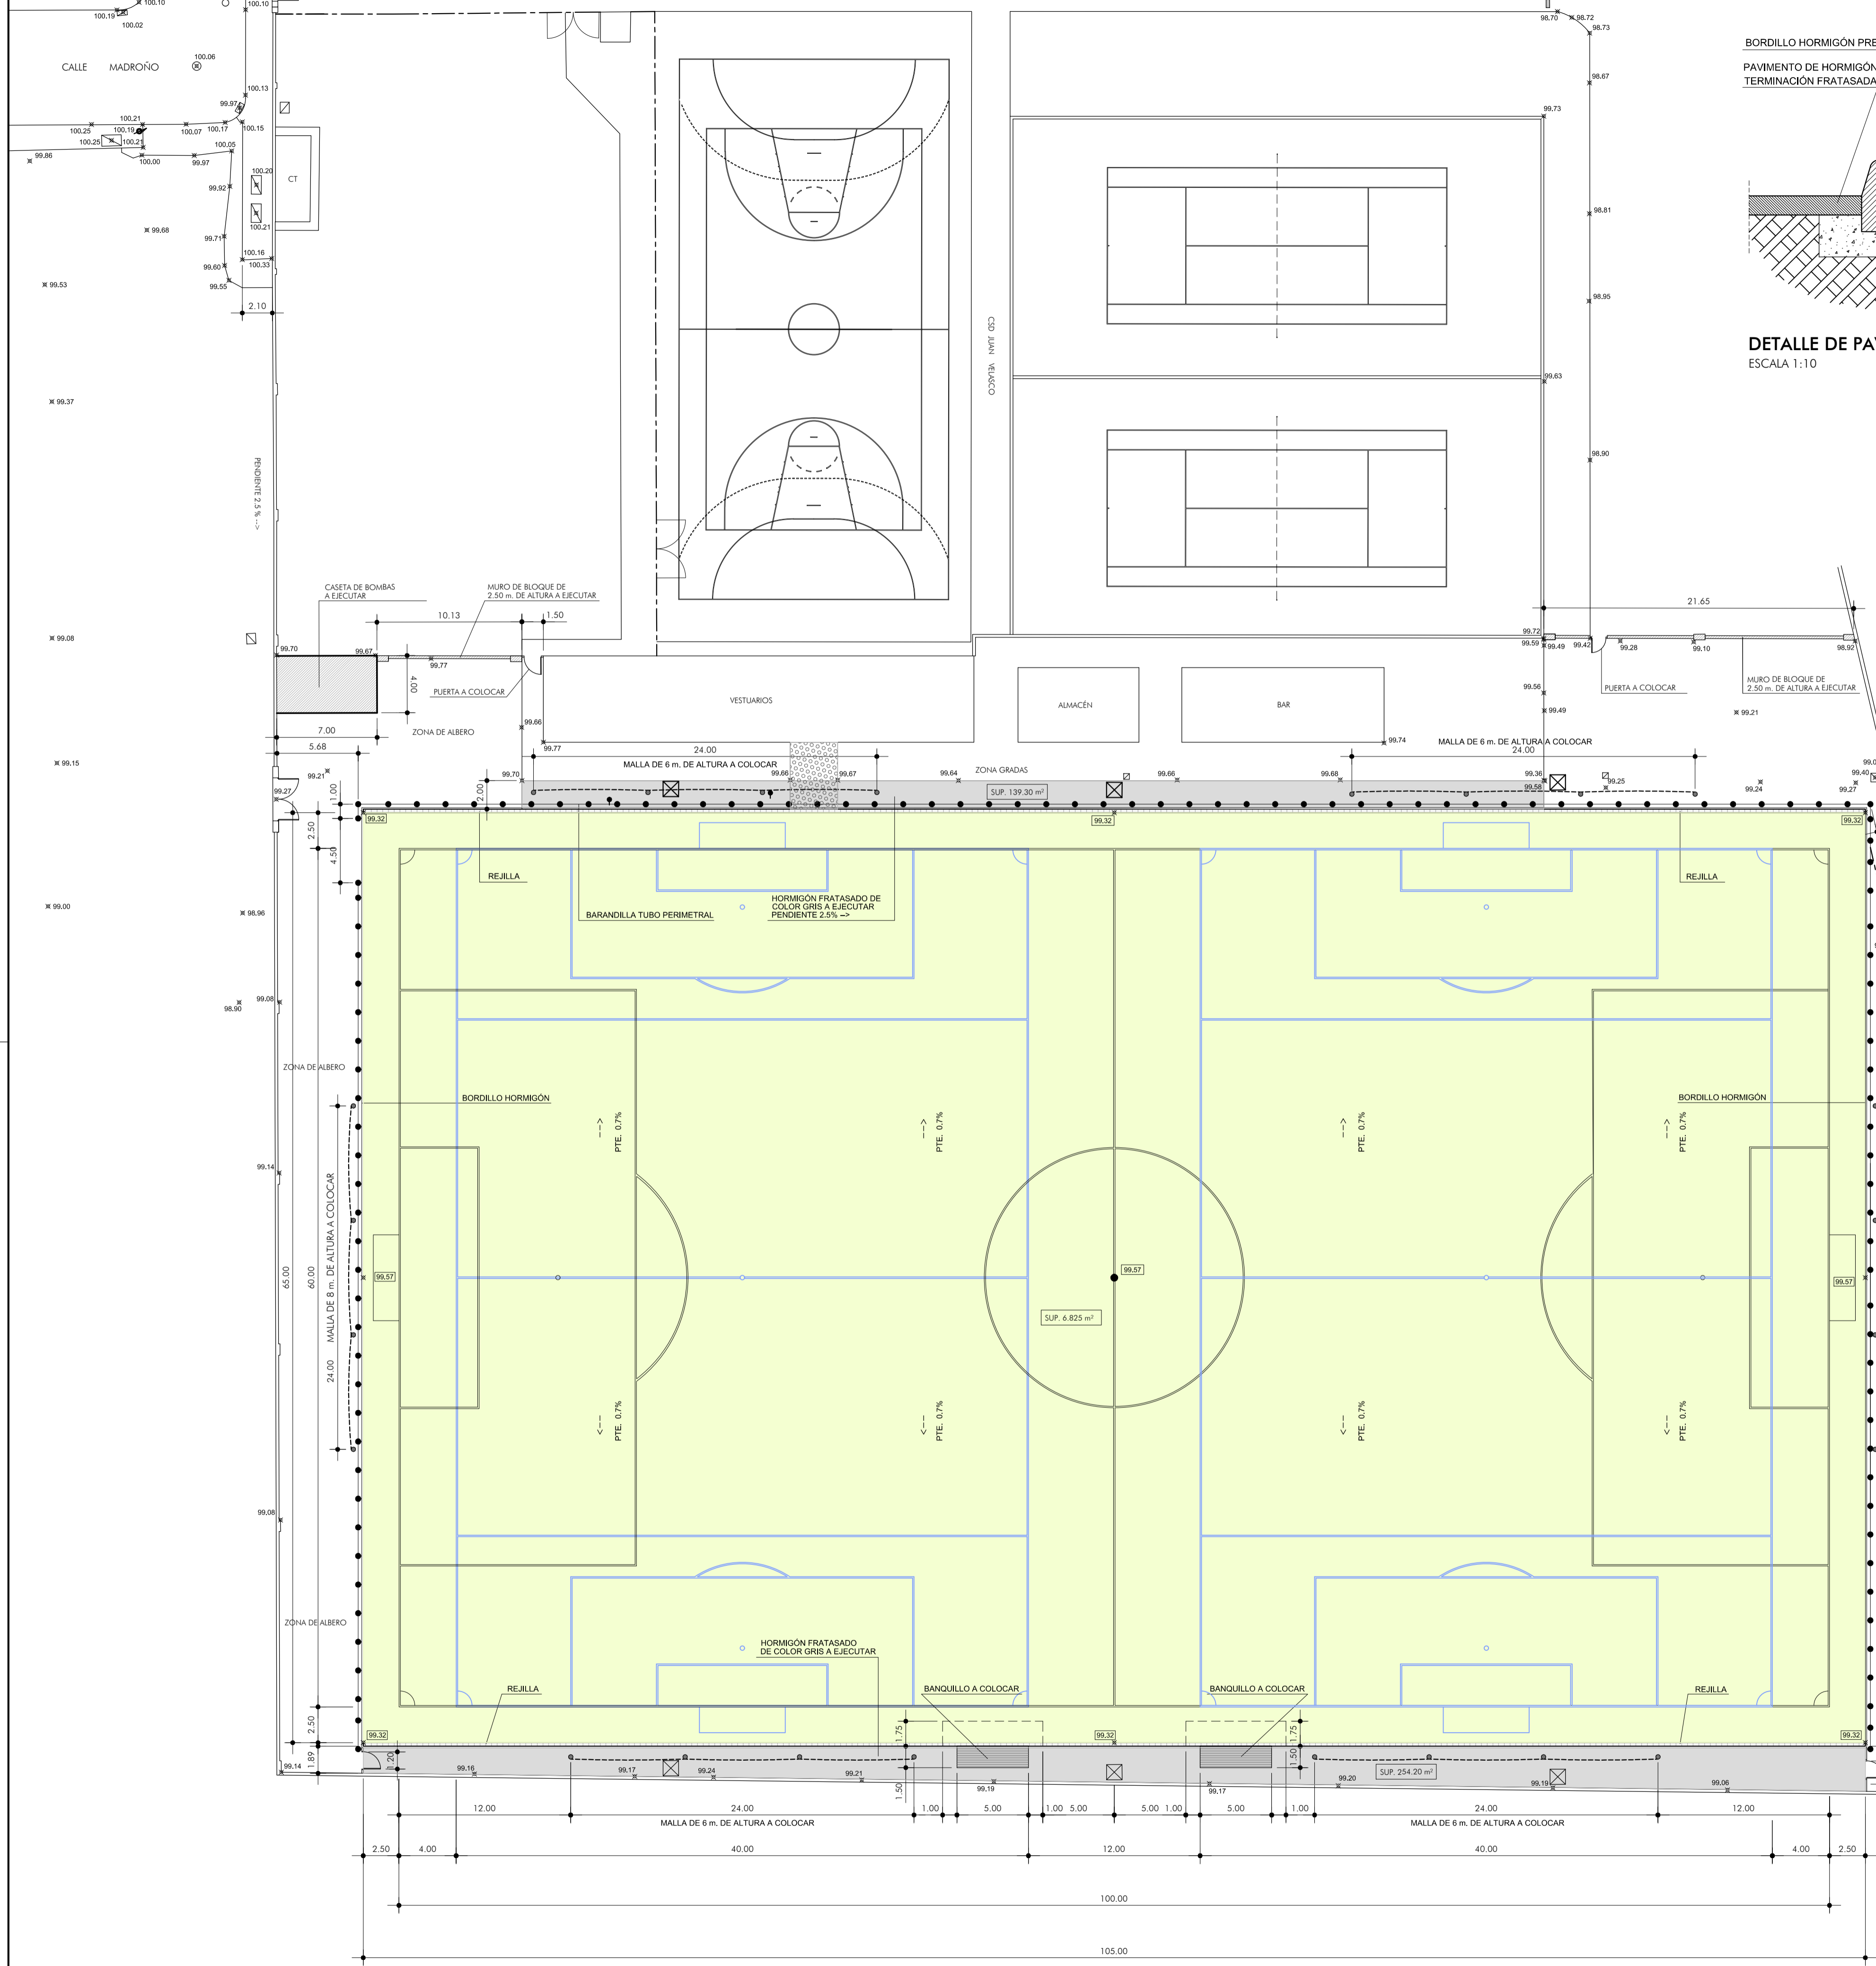 100.10
100.19
100.02
100.10
98.70
98.72
98.73
BORDILLO HORMIGÓN PRE
CALLE MADROÑO
100.06
PAVIMENTO DE HORMIGÓN
TERMINACIÓN FRATASADA
98.67
100.13
99.97
99.73
100.21
100.25
100.19
100.07
100.17
100.15
100.25
100.21
100.05
99.86
100.00
99.97
100.20
CT
99.92
98.81
100.21
99.68
99.71
100.16
100.33
99.60
99.55
99.53
98.95
2.10
CSD JUAN VELASCO
DETALLE DE PA
ESCALA 1:10
99.63
99.37
98.90
PENDIENTE 2.5 % -->
CASETA DE BOMBAS
A EJECUTAR
MURO DE BLOQUE DE
2.50 m. DE ALTURA A EJECUTAR
21.65
10.13
1.50
99.08
99.72
99.59
99.49
99.42
99.28
99.10
98.92
99.70
99.67
99.77
4.00
PUERTA A COLOCAR
VESTUARIOS
ALMACÉN
BAR
99.56
PUERTA A COLOCAR
MURO DE BLOQUE DE
2.50 m. DE ALTURA A EJECUTAR
99.49
99.21
99.66
7.00
ZONA DE ALBERO
5.68
99.77
24.00
99.74
MALLA DE 6 m. DE ALTURA A COLOCAR
24.00
99.15
MALLA DE 6 m. DE ALTURA A COLOCAR
99.21
1.00
99.70
99.66
99.67
99.64
ZONA GRADAS
99.66
99.68
99.36
99.25
99.24
99.40
99.27
99.27
2.00
SUP. 139.30 m²
99.58
99.32
99.32
99.32
2.50
4.50
REJILLA
REJILLA
HORMIGÓN FRATASADO DE
COLOR GRIS A EJECUTAR
PENDIENTE 2.5% -->
BARANDILLA TUBO PERIMETRAL
99.00
98.96
99.08
98.90
ZONA DE ALBERO
BORDILLO HORMIGÓN
BORDILLO HORMIGÓN
--->
PTE. 0.7%
--->
PTE. 0.7%
--->
PTE. 0.7%
--->
PTE. 0.7%
99.14
65.00
60.00
24.00 MALLA DE 8 m. DE ALTURA A COLOCAR
99.57
99.57
99.57
SUP. 6.825 m²
<---
PTE. 0.7%
<---
PTE. 0.7%
<---
PTE. 0.7%
<---
PTE. 0.7%
99.08
ZONA DE ALBERO
HORMIGÓN FRATASADO
DE COLOR GRIS A EJECUTAR
REJILLA
BANQUILLO A COLOCAR
BANQUILLO A COLOCAR
REJILLA
2.50
99.32
1.75
99.32
1.75
99.32
1.89
1.20
1.50
99.14
99.16
99.17
99.24
99.21
1.50
99.19
99.17
99.20
SUP. 254.20 m²
99.19
99.06
12.00
24.00
1.00
5.00
1.00
5.00
5.00
1.00
5.00
1.00
24.00
12.00
MALLA DE 6 m. DE ALTURA A COLOCAR
MALLA DE 6 m. DE ALTURA A COLOCAR
2.50
4.00
40.00
12.00
40.00
4.00
2.50
100.00
105.00